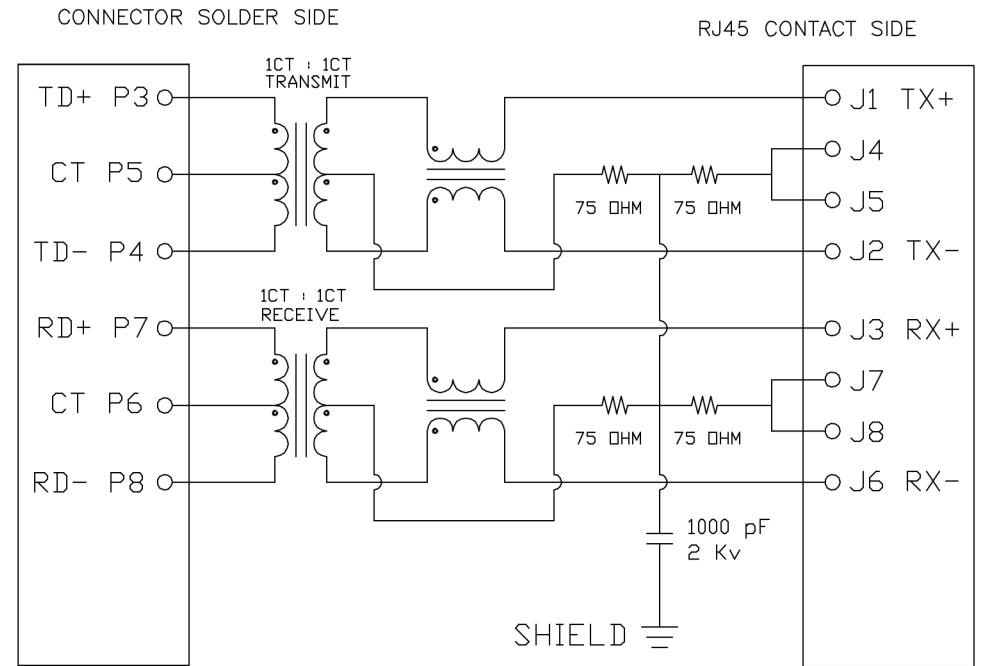 CONNECTOR SOLDER SIDE
RJ45 CONTACT SIDE
1CT : 1CT
TRANSMIT
TD+ P3
J1 TX+
J4
CT P5
75 OHM
75 OHM
J5
TD- P4
J2 TX-
1CT : 1CT
RECEIVE
RD+ P7
J3 RX+
J7
CT P6
75 OHM
75 OHM
J8
RD- P8
J6 RX-
1000 pF
2 Kv
SHIELD